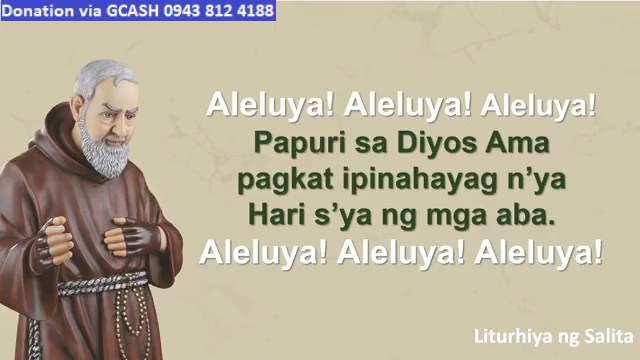 Donation via GCASH 0943 812 4188
Aleluya! Aleluya! Aleluya!
Papuri sa Diyos Ama
pagkat ipinahayag n’ya
Hari s’ya ng mga aba.
Aleluya! Aleluya! Aleluya!
Liturhiya ng Salita